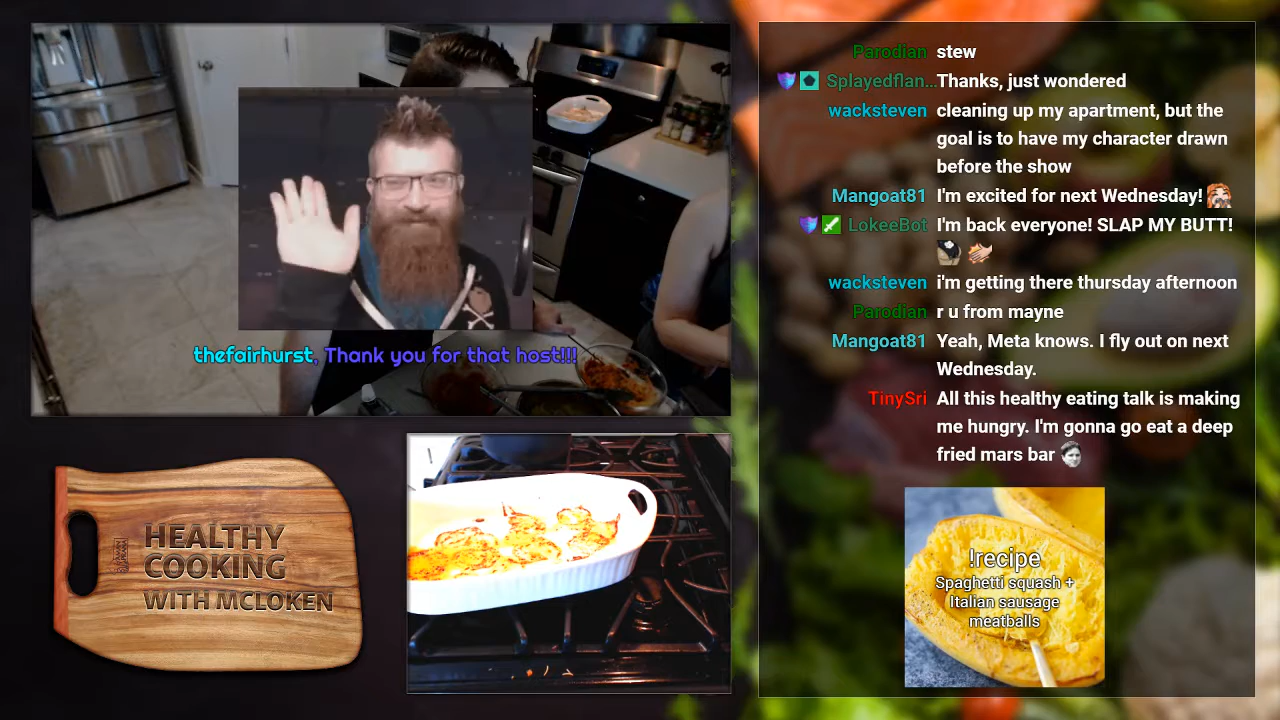 thefairhurst, Thank you for that host!!!
HEALTHY
COOKING
WITH MCLOKEN
Parodian stew
Splayedflan... Thanks, just wondered
wacksteven cleaning up my apartment, but the
goal is to have my character drawn
before the show
Mangoat81 I'm excited for next Wednesday!
LokeeBot I'm back everyone! SLAP MY BUTT!
wacksteven i'm getting there thursday afternoon
Parodian r u from mayne
Mangoat81 Yeah, Meta knows. I fly out on next
Wednesday.
TinySri All this healthy eating talk is making
me hungry. I'm gonna go eat a deep
fried mars bar
!recipe
Spaghetti squash +
Italian sausage
meatballs